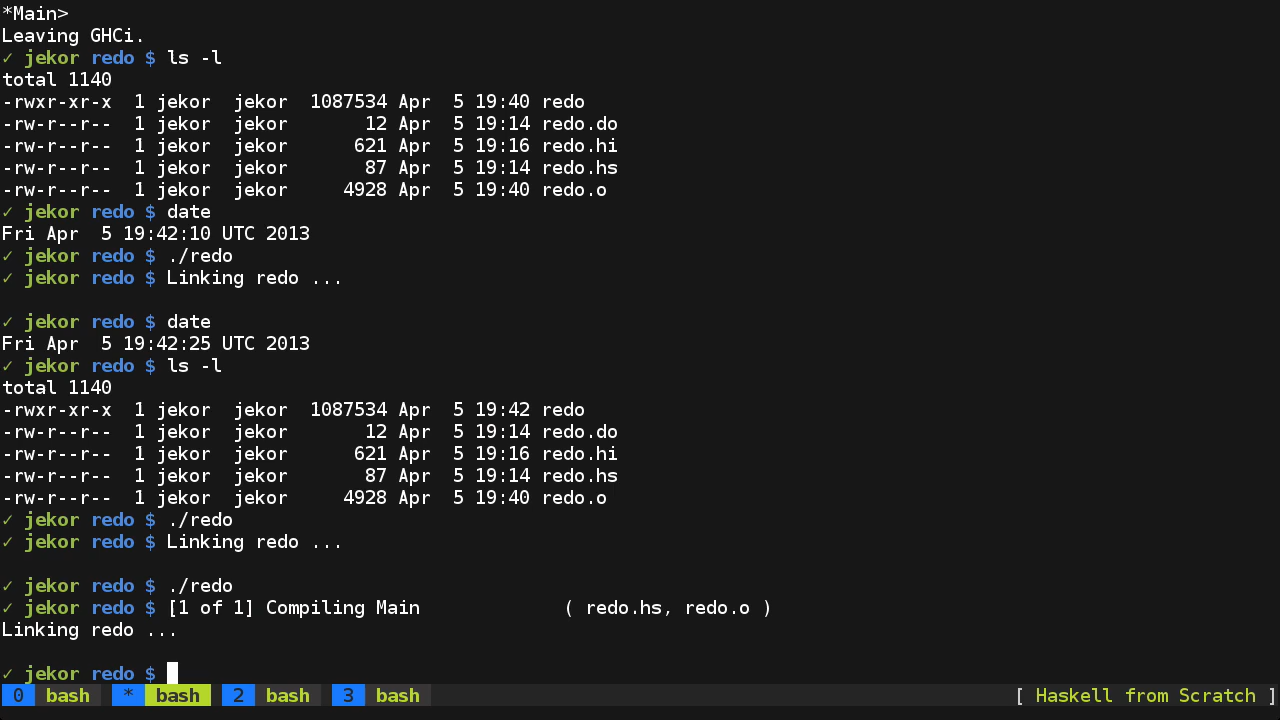 *Main>
Leaving GHCi.
✓ jekor redo $ ls -l
total 1140
-rwxr-xr-x  1 jekor  jekor  1087534 Apr  5 19:40 redo
-rw-r--r--  1 jekor  jekor       12 Apr  5 19:14 redo.do
-rw-r--r--  1 jekor  jekor      621 Apr  5 19:16 redo.hi
-rw-r--r--  1 jekor  jekor       87 Apr  5 19:14 redo.hs
-rw-r--r--  1 jekor  jekor     4928 Apr  5 19:40 redo.o
✓ jekor redo $ date
Fri Apr  5 19:42:10 UTC 2013
✓ jekor redo $ ./redo
✓ jekor redo $ Linking redo ...
✓ jekor redo $ date
Fri Apr  5 19:42:25 UTC 2013
✓ jekor redo $ ls -l
total 1140
-rwxr-xr-x  1 jekor  jekor  1087534 Apr  5 19:42 redo
-rw-r--r--  1 jekor  jekor       12 Apr  5 19:14 redo.do
-rw-r--r--  1 jekor  jekor      621 Apr  5 19:16 redo.hi
-rw-r--r--  1 jekor  jekor       87 Apr  5 19:14 redo.hs
-rw-r--r--  1 jekor  jekor     4928 Apr  5 19:40 redo.o
✓ jekor redo $ ./redo
✓ jekor redo $ Linking redo ...
✓ jekor redo $ ./redo
✓ jekor redo $ [1 of 1] Compiling Main             ( redo.hs, redo.o )
Linking redo ...
✓ jekor redo $
0 bash * bash 2 bash 3 bash [ Haskell from Scratch ]